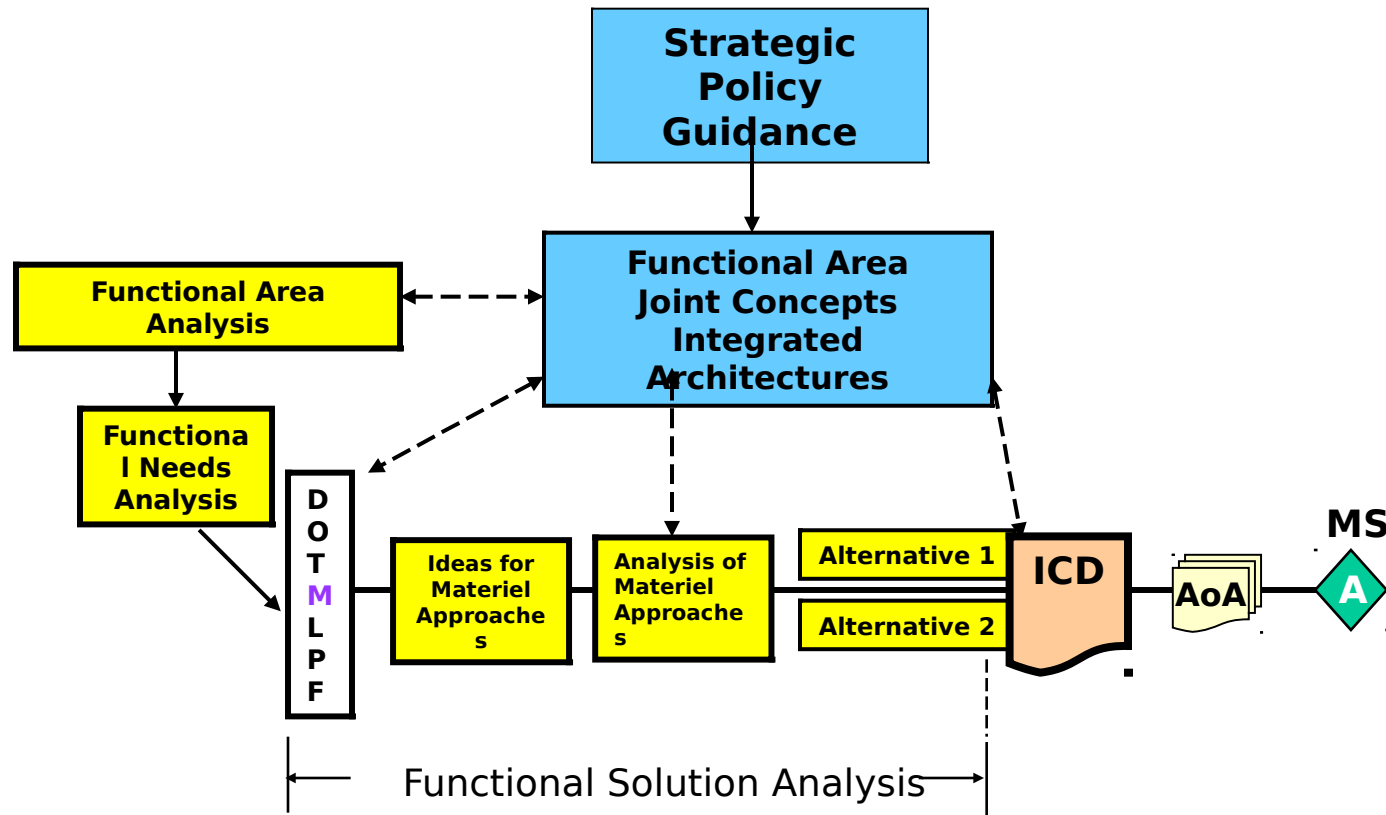 Strategic
Policy
Guidance
Functional Area
Joint Concepts
Integrated
Architectures
Functional Area
Analysis
Functiona
l Needs
Analysis
D
O
T
M
L
P
F
Ideas for
Materiel
Approache
s
Analysis of
Materiel
Approache
s
Alternative 1
Alternative 2
ICD
AoA
MS
A
Functional Solution Analysis